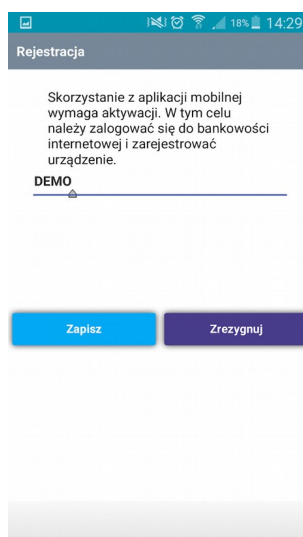 18% 14:29
Rejestracja
Skorzystanie z aplikacji mobilnej
wymaga aktywacji. W tym celu
należy zalogować się do bankowości
internetowej i zarejestrować
urządzenie.
DEMO
Zapisz Zrezygnuj